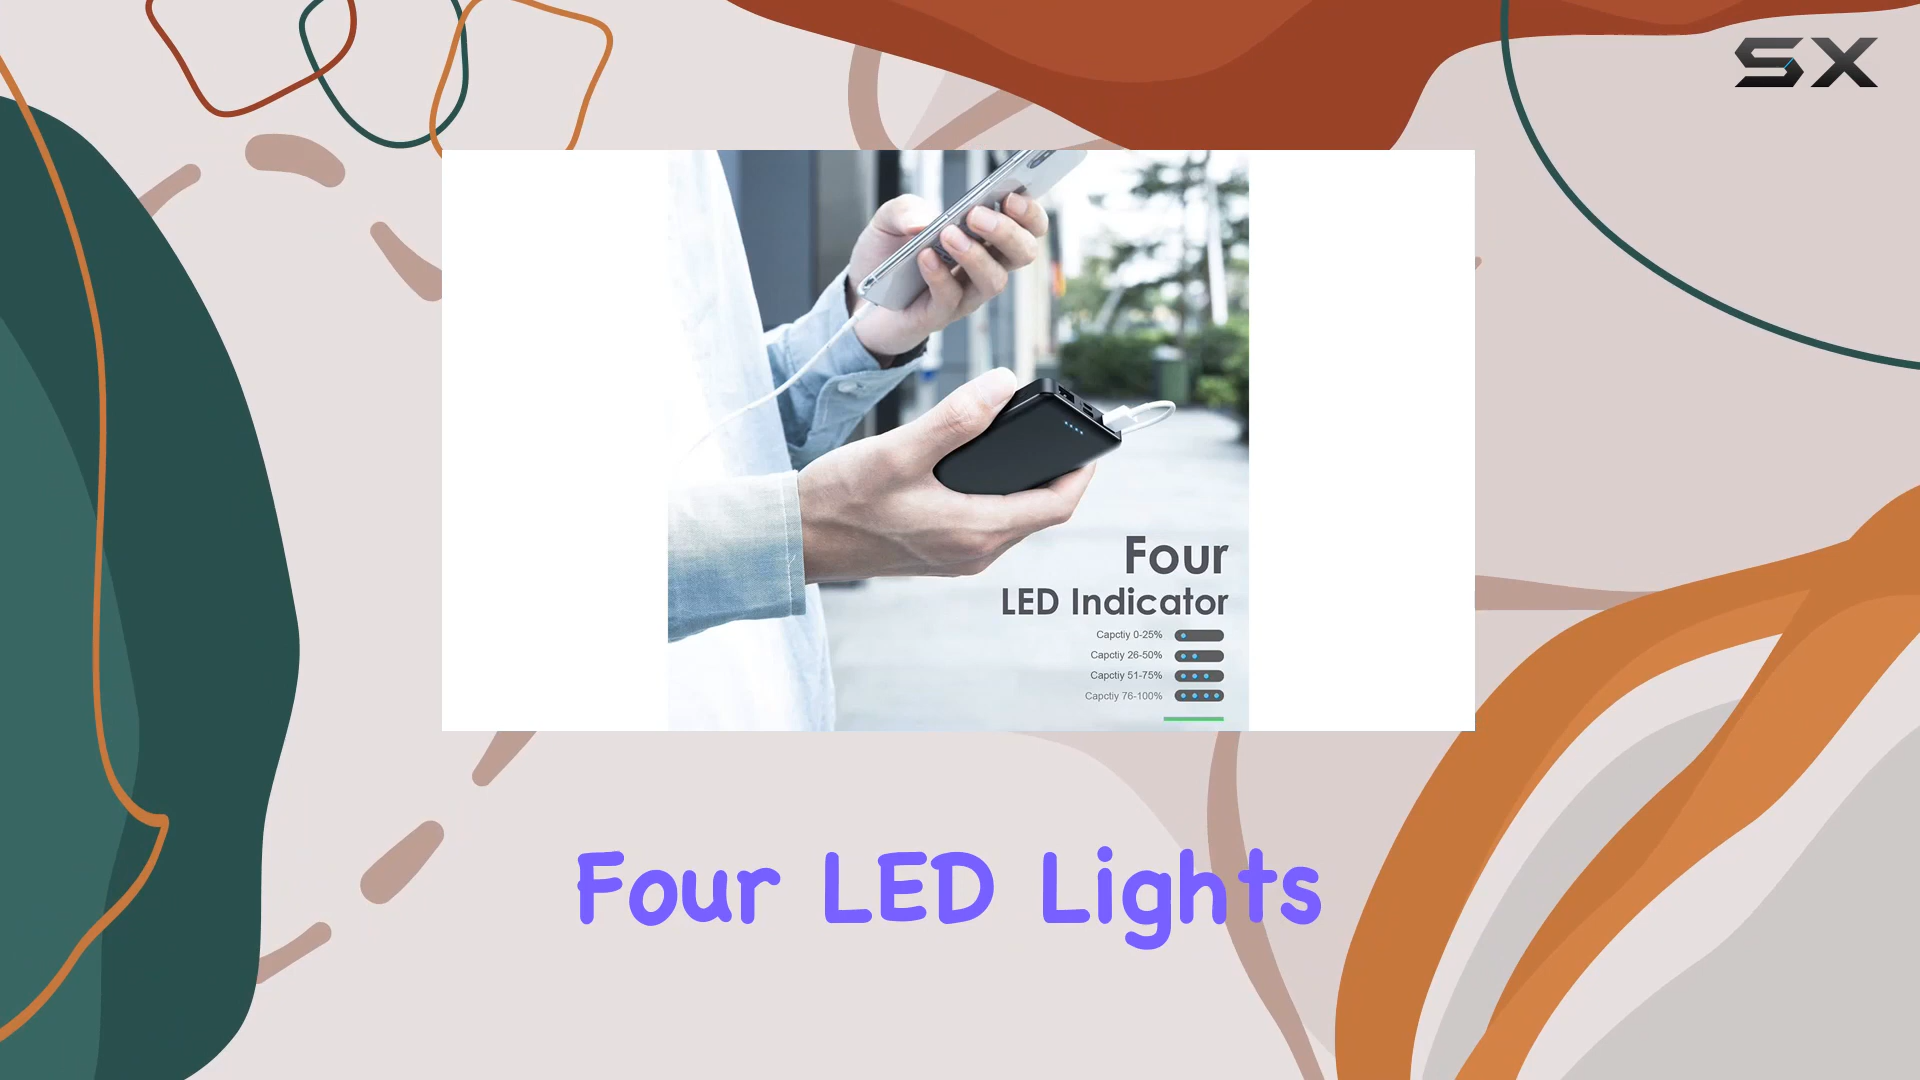 SX
Four
LED Indicator
Capctiy 0-25%
Capctiy 26-50%
Capctiy 51-75%
Capctiy 76-100%
Four LED Lights